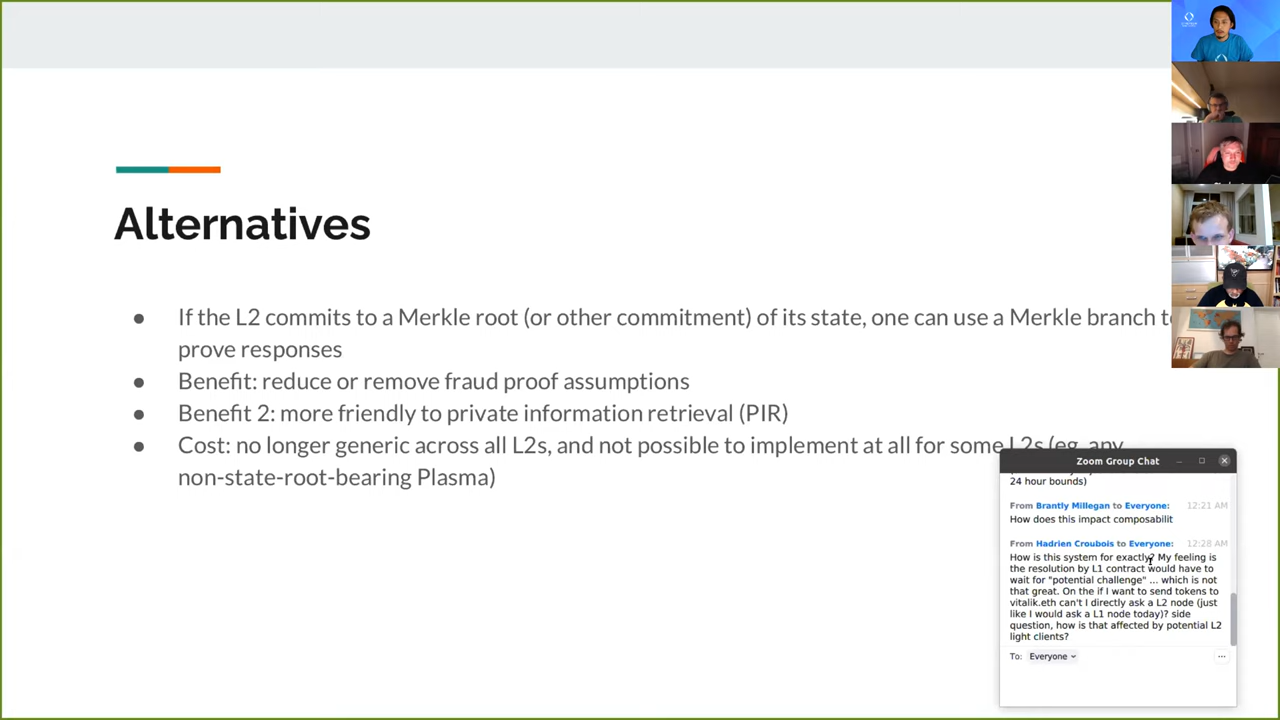 Alternatives
● If the L2 commits to a Merkle root (or other commitment) of its state, one can use a Merkle branch
prove responses
● Benefit: reduce or remove fraud proof assumptions
● Benefit 2: more friendly to private information retrieval (PIR)
● Cost: no longer generic across all L2s, and not possible to implement at all for some L2s (eg. any
non-state-root-bearing Plasma)
Zoom Group Chat
24 hour bounds)
From Brantly Millegan to Everyone: 12:21 AM
How does this impact composabilit
From Hadrien Croubois to Everyone: 12:28 AM
How is this system for exactly? My feeling is
the resolution by L1 contract would have to
wait for "potential challenge" ... which is not
that great. On the if I want to send tokens to
vitalik.eth can't I directly ask a L2 node (just
like I would ask a L1 node today)? side
question, how is that affected by potential L2
light clients?
To: Everyone